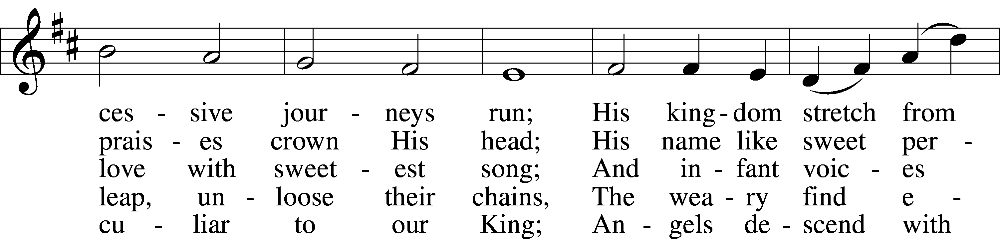 ces - sive jour - neys run; His king - dom stretch from
prais - es crown His head; His name like sweet per -
love with sweet - est song; And in - fant voic - es
leap, un - loose their chains, The wea - ry find e -
cu - liar to our King; An - gels de - scend with